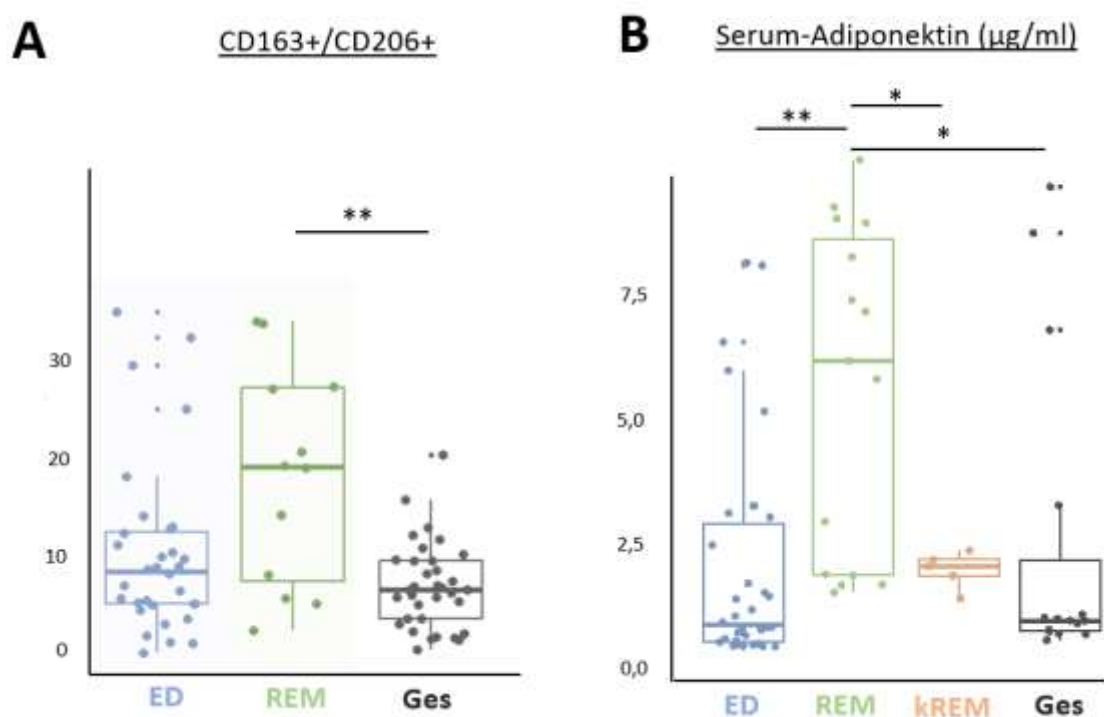 A
CD163+/CD206+
**
30
20
10
0
ED REM Ges
B
Serum-Adiponektin (µg/ml)
*
**
*
7,5
5,0
2,5
0,0
ED REM kREM Ges